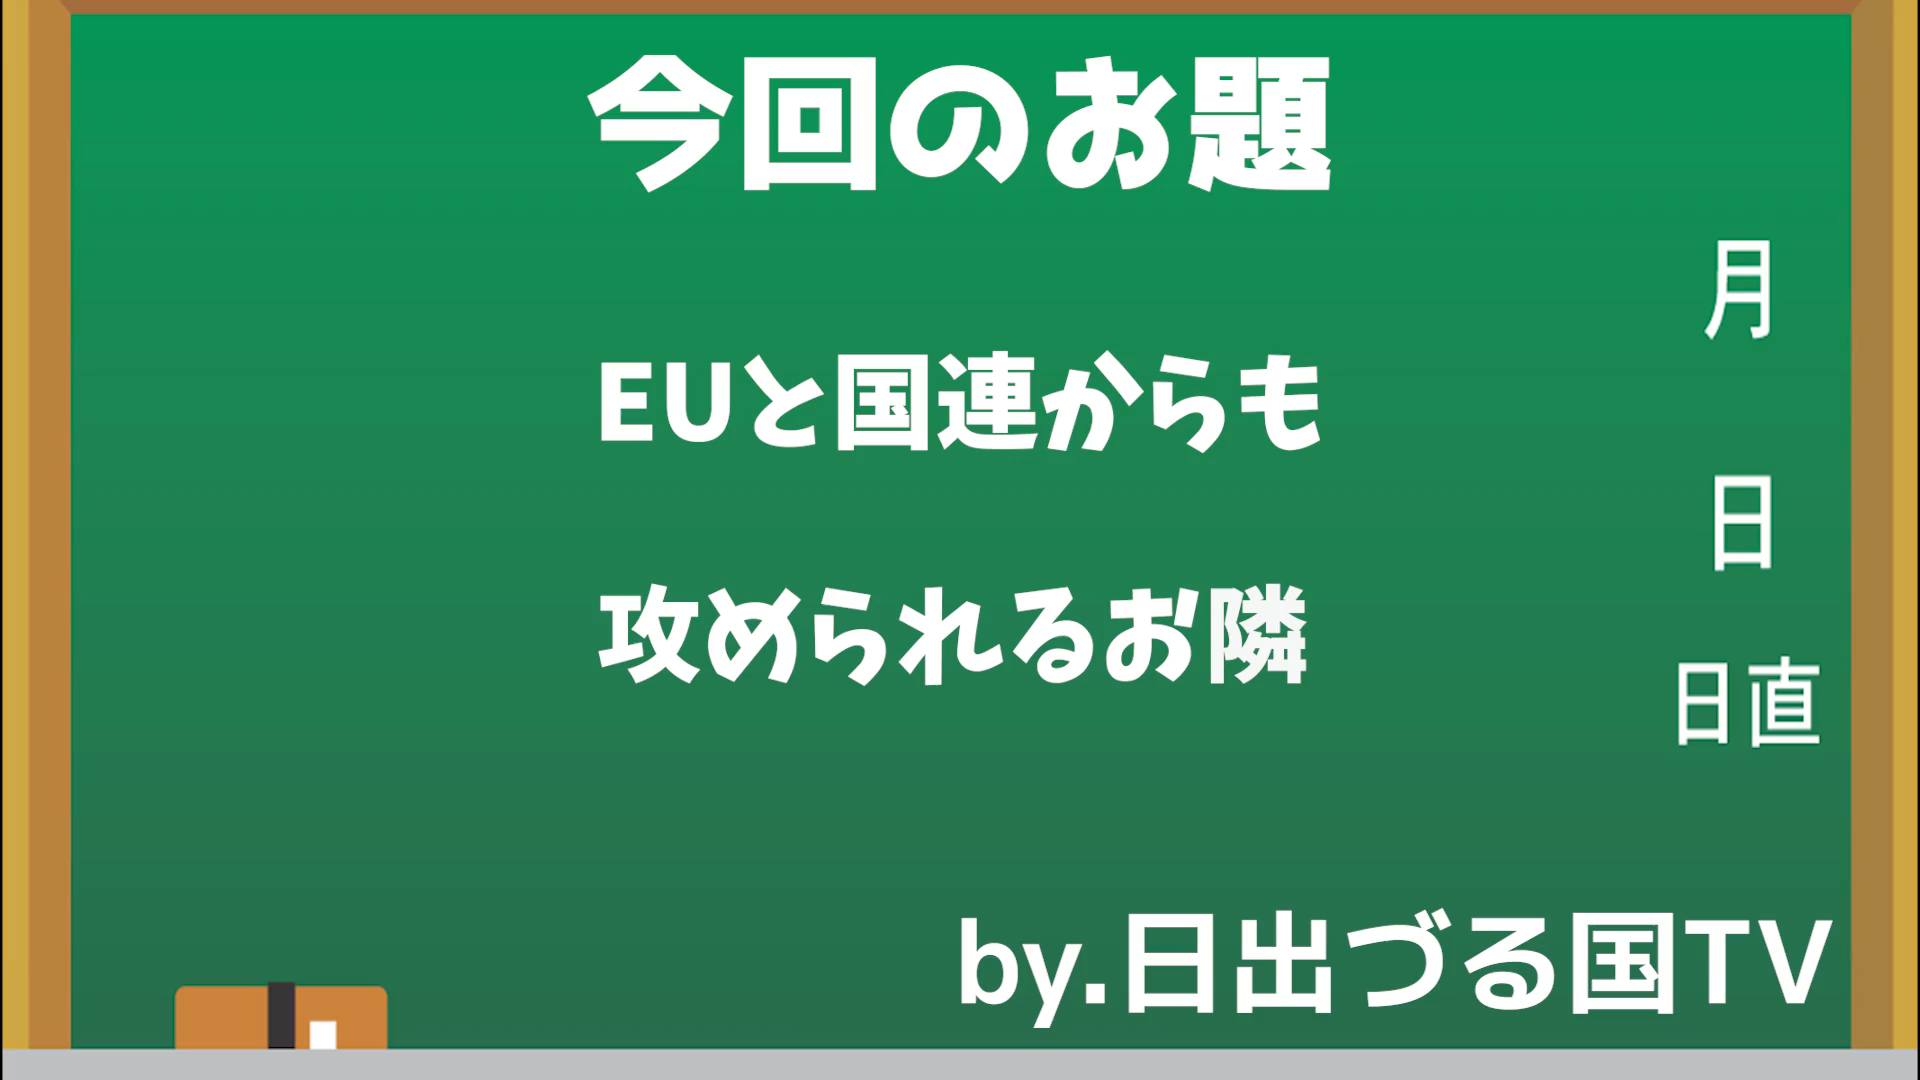 今回のお題
EUと国連からも
攻められるお隣
月
日
日直
by.日出づる国TV